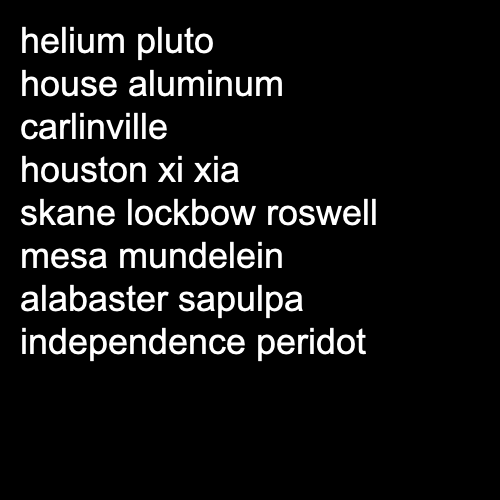 helium pluto
house aluminum
carlinville
houston xi xia
skane lockbow roswell
mesa mundelein
alabaster sapulpa
independence peridot